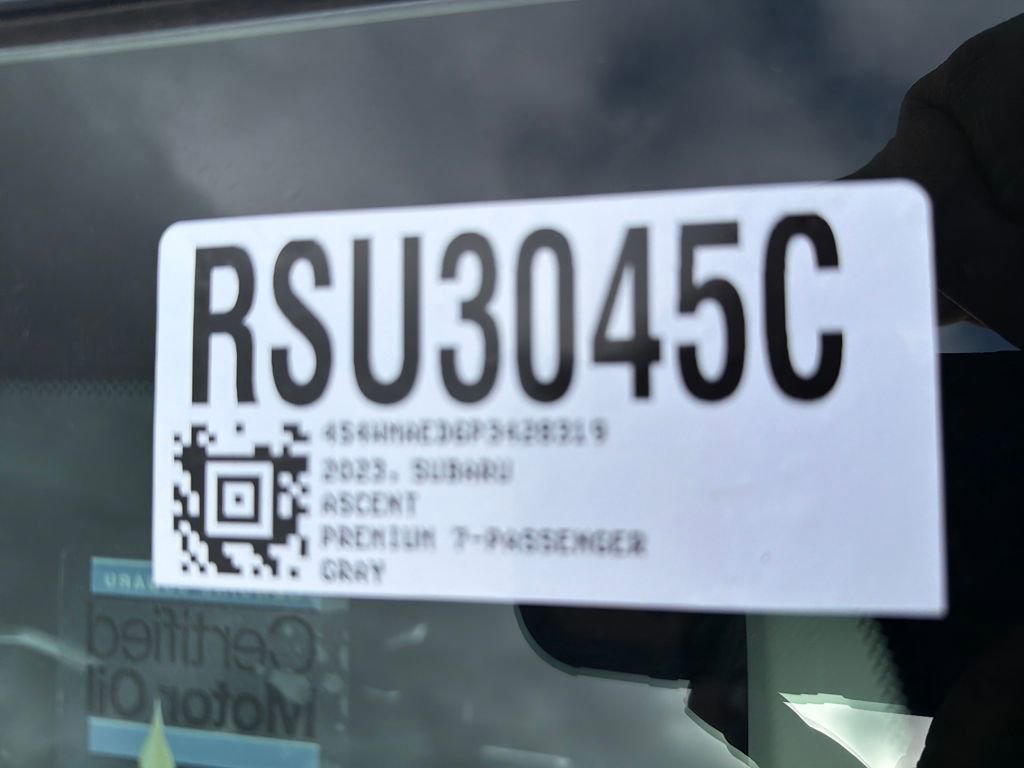 RSU3045C
4S4WMAED6P3428319
2023. SUBARU
ASCENT
PREMIUM 7-PASSENGER
GRAY
Certified
Motor Oil